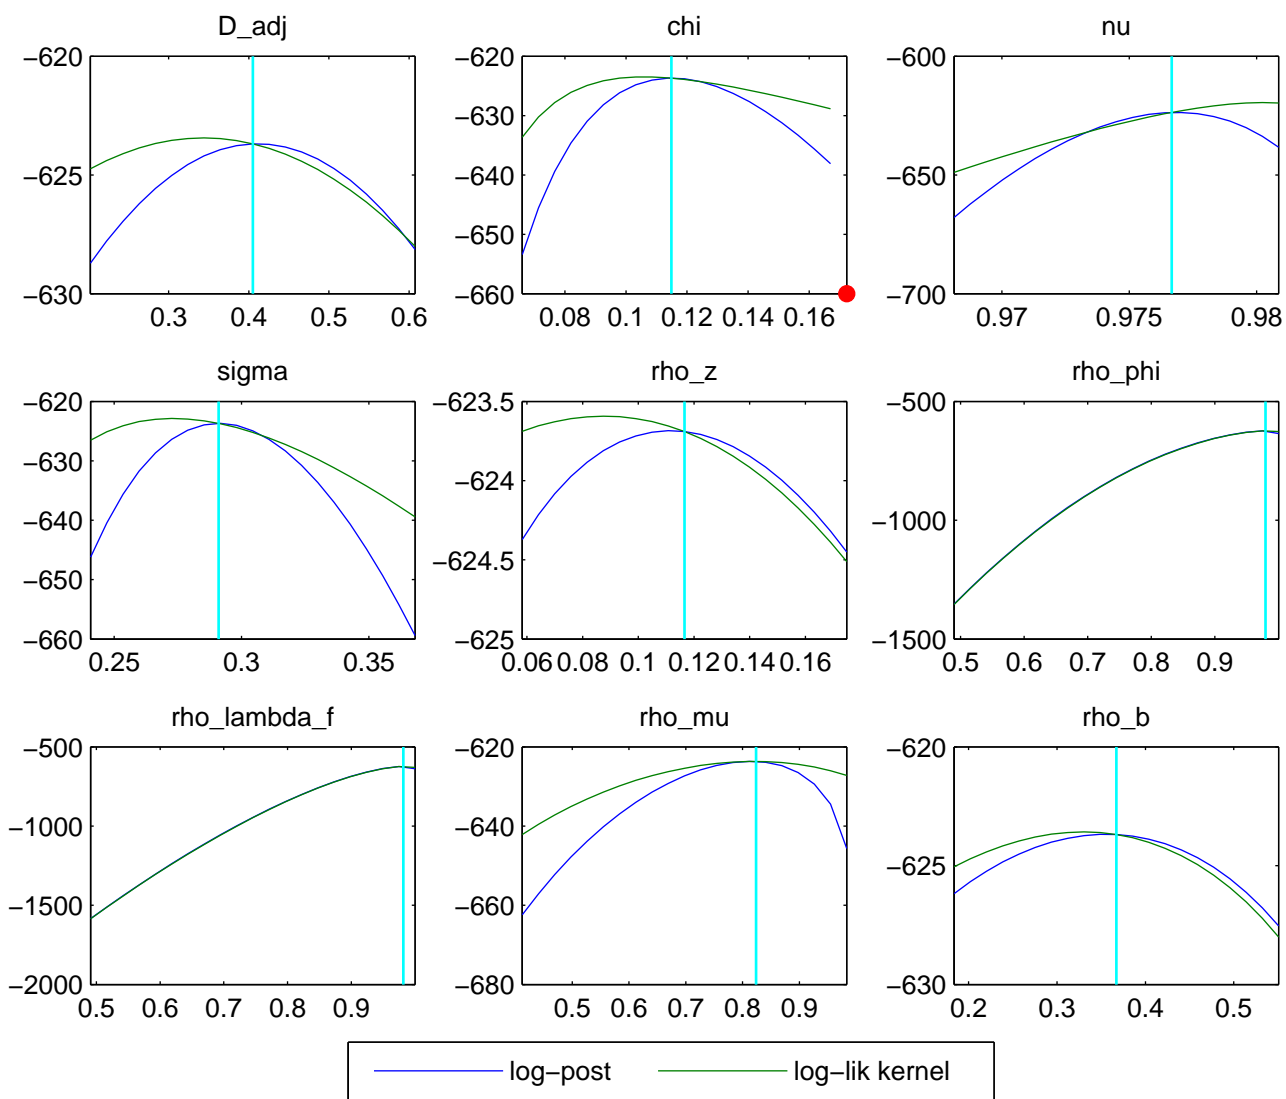 D_adj chi nu
−620 −620 −600
−625 −630 −640 −650 −650
−630 −660 −700
0.3 0.4 0.5 0.6 0.08 0.1 0.12 0.14 0.16 0.97 0.975 0.98
sigma rho_z rho_phi
−620 −623.5 −500
−630 −640 −650 −624 −624.5 −1000
−660 −625 −1500
0.25 0.3 0.35 0.06 0.08 0.1 0.12 0.14 0.16 0.5 0.6 0.7 0.8 0.9
rho_lambda_f rho_mu rho_b
−500 −620 −620
−1000 −1500 −640 −660 −625
−2000 −680 −630
0.5 0.6 0.7 0.8 0.9 0.5 0.6 0.7 0.8 0.9 0.2 0.3 0.4 0.5
log−post log−lik kernel